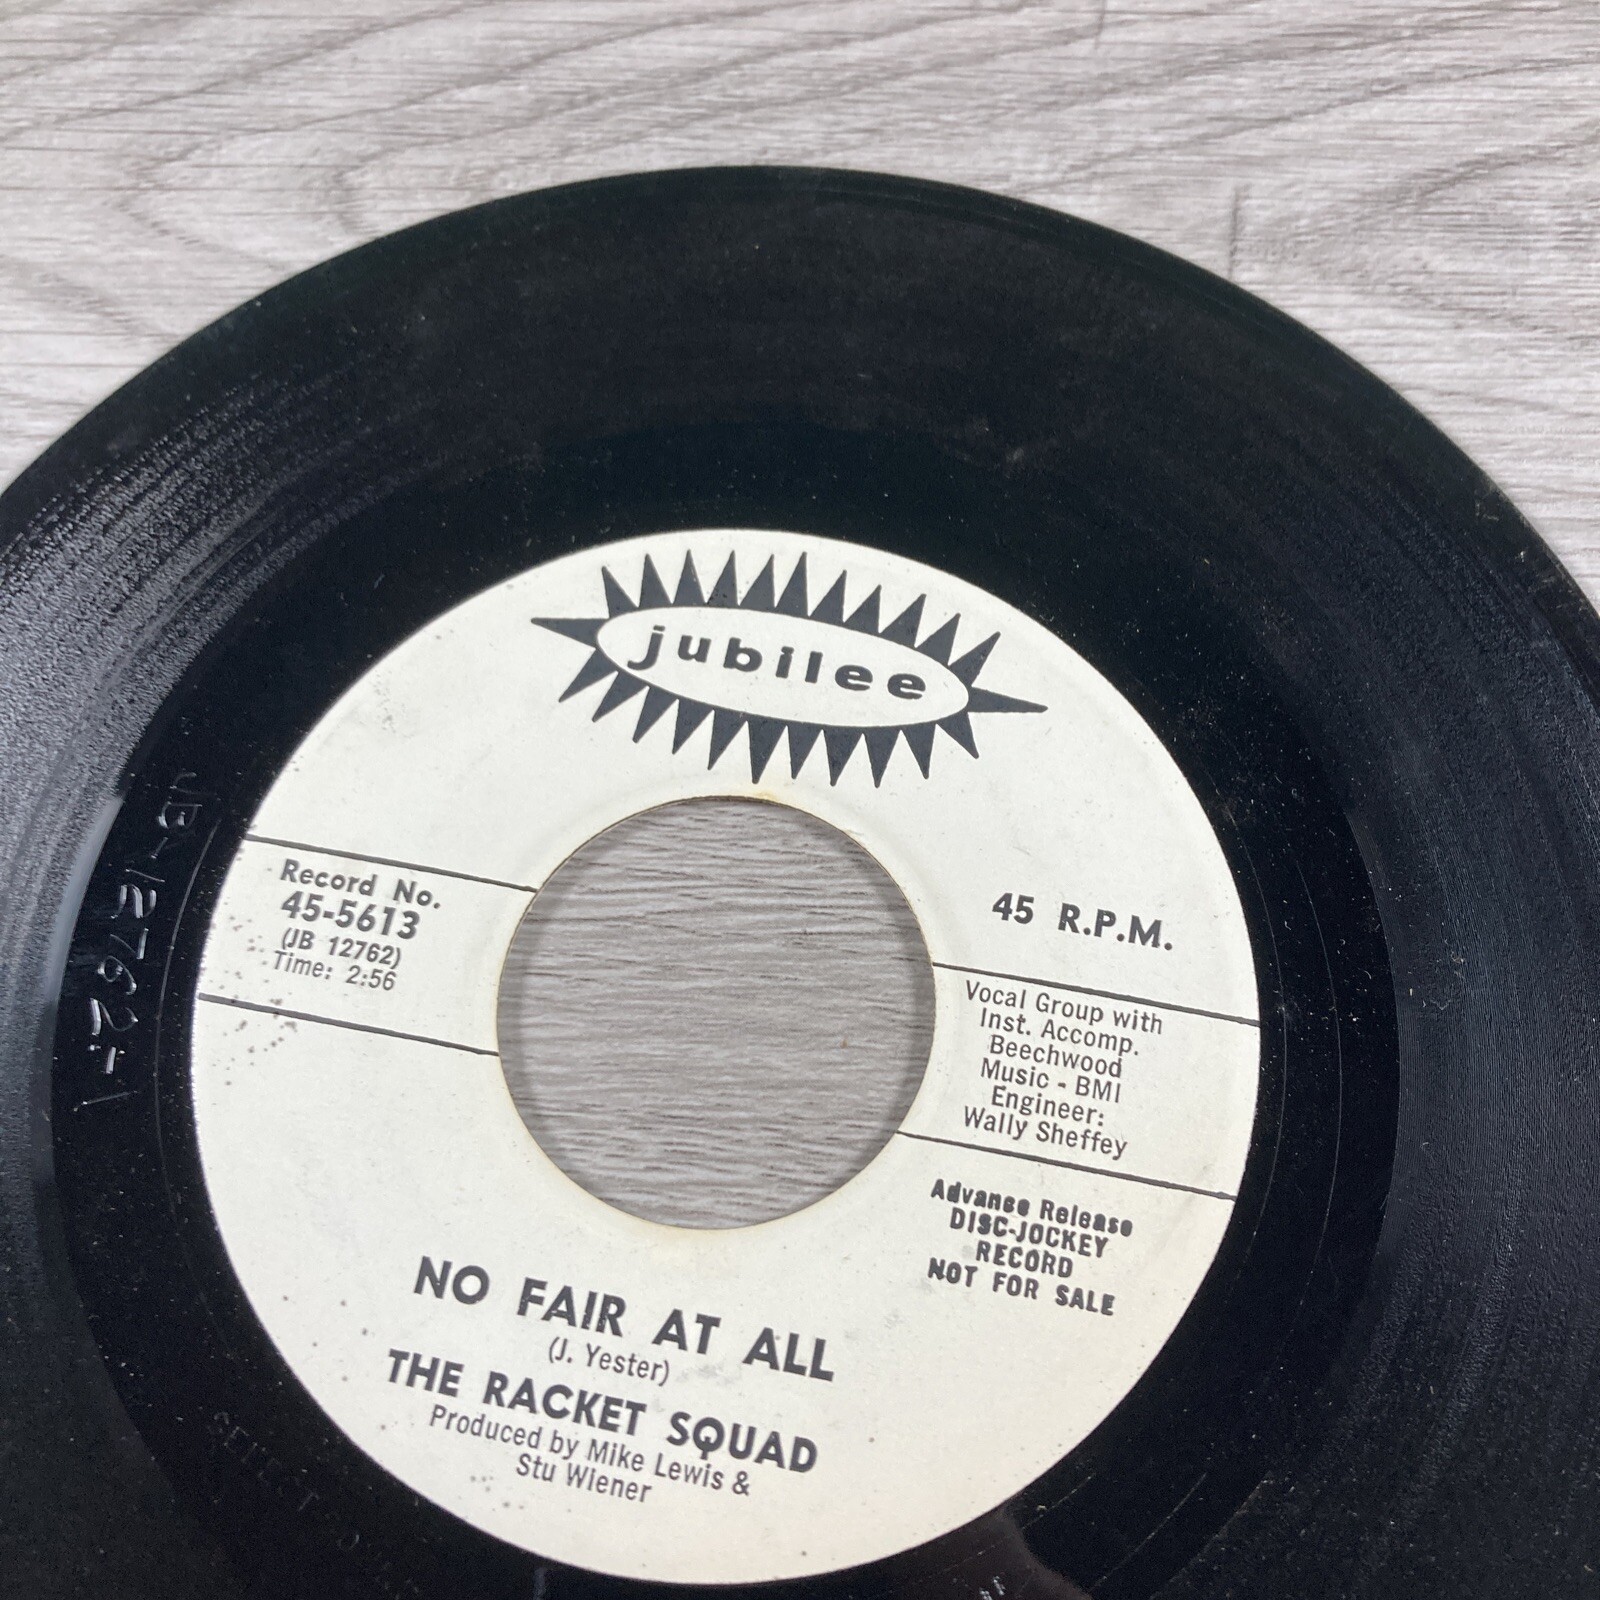 jubilee
Record No.
45-5613
(JB 12762)
Time: 2:56
45 R.P.M.
Vocal Group with
Inst. Accomp.
Beechwood
Music - BMI
Engineer:
Wally Sheffey
Advance Release
DISC-JOCKEY
RECORD
NOT FOR SALE
NO FAIR AT ALL
(J. Yester)
THE RACKET SQUAD
Produced by Mike Lewis &
Stu Wiener
JB-12762-1
SELECT